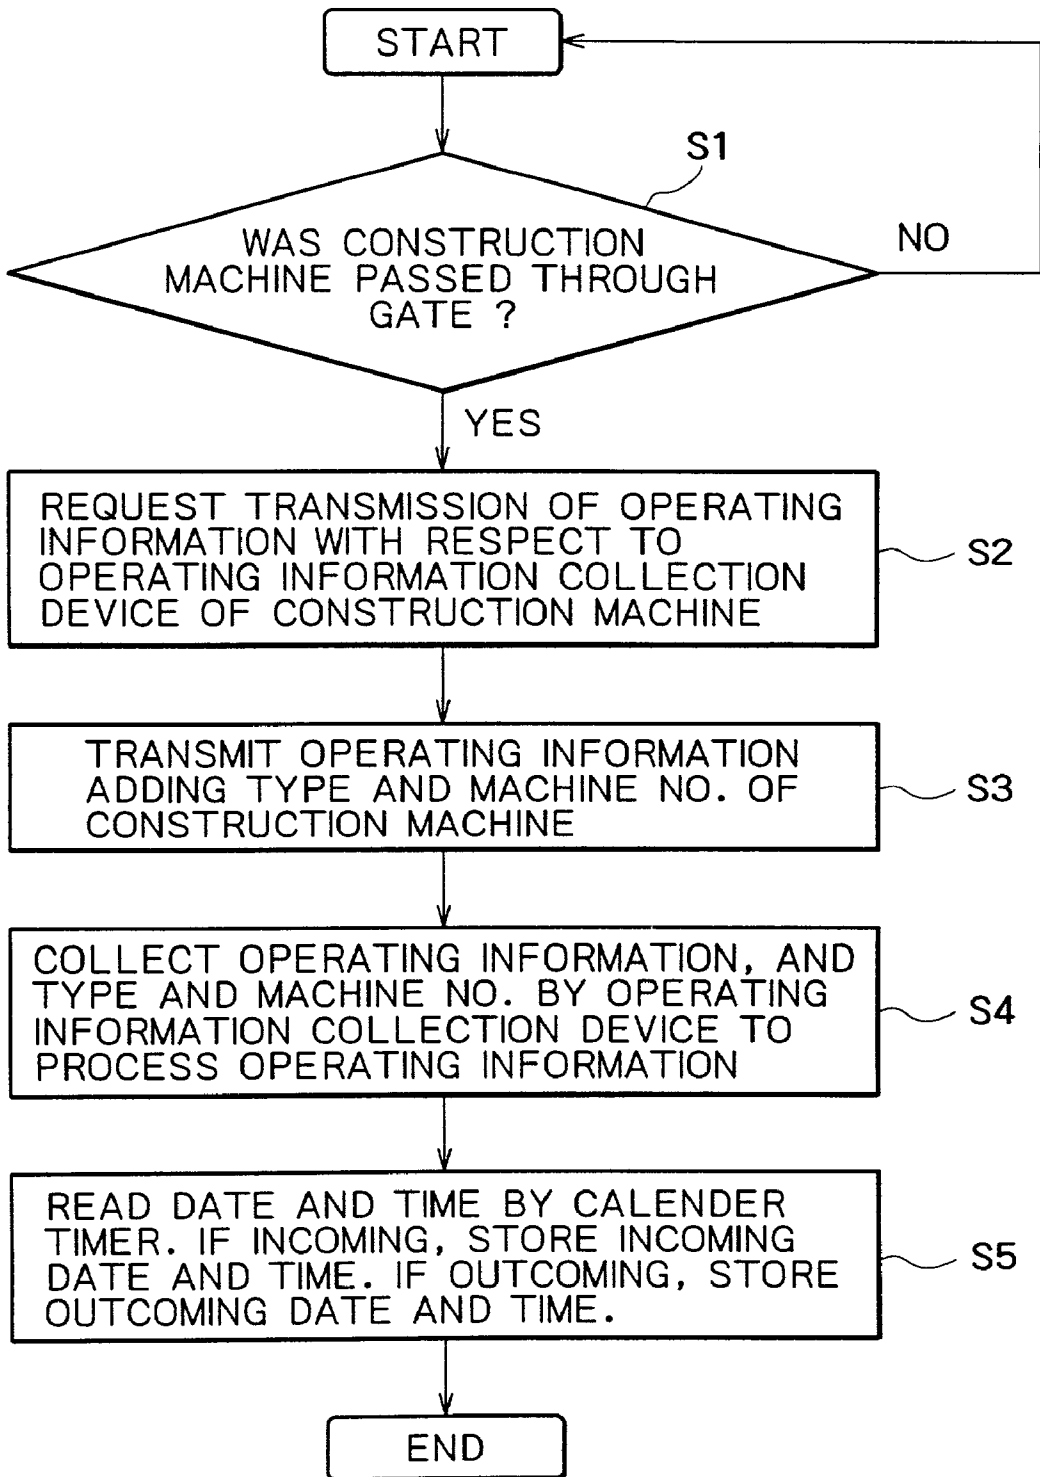 START
S1
WAS CONSTRUCTION
MACHINE PASSED THROUGH
GATE ?
NO
YES
REQUEST TRANSMISSION OF OPERATING
INFORMATION WITH RESPECT TO
OPERATING INFORMATION COLLECTION
DEVICE OF CONSTRUCTION MACHINE
S2
TRANSMIT OPERATING INFORMATION
ADDING TYPE AND MACHINE NO. OF
CONSTRUCTION MACHINE
S3
COLLECT OPERATING INFORMATION, AND
TYPE AND MACHINE NO. BY OPERATING
INFORMATION COLLECTION DEVICE TO
PROCESS OPERATING INFORMATION
S4
READ DATE AND TIME BY CALENDER
TIMER. IF INCOMING, STORE INCOMING
DATE AND TIME. IF OUTCOMING, STORE
OUTCOMING DATE AND TIME.
S5
END